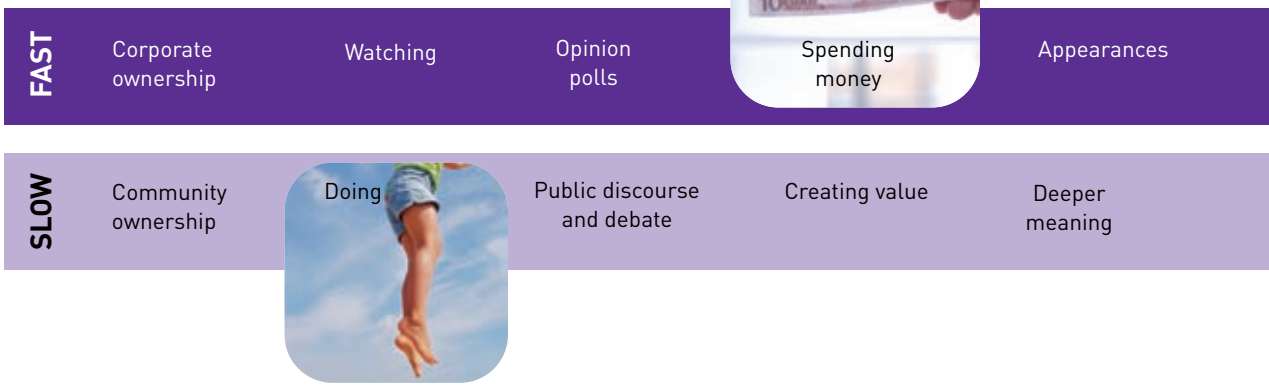 FAST
Corporate
ownership
Watching
Opinion
polls
Spending
money
Appearances
SLOW
Community
ownership
Doing
Public discourse
and debate
Creating value
Deeper
meaning